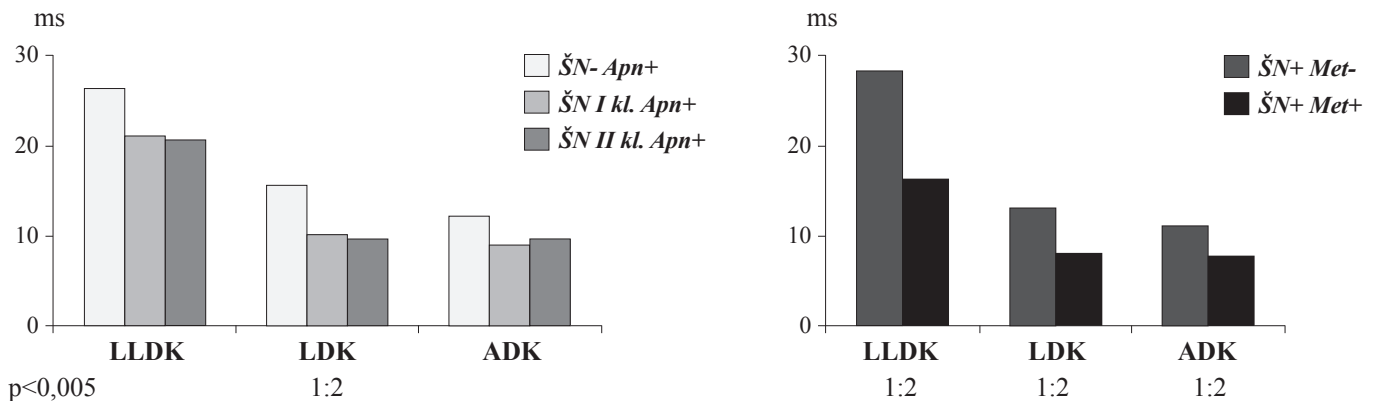 ms
30
20
10
0
ŠN- Apn+
ŠN I kl. Apn+
ŠN II kl. Apn+
LLDK LDK ADK
p<0,005 1:2
ms
30
20
10
0
ŠN+ Met-
ŠN+ Met+
LLDK LDK ADK
1:2 1:2 1:2